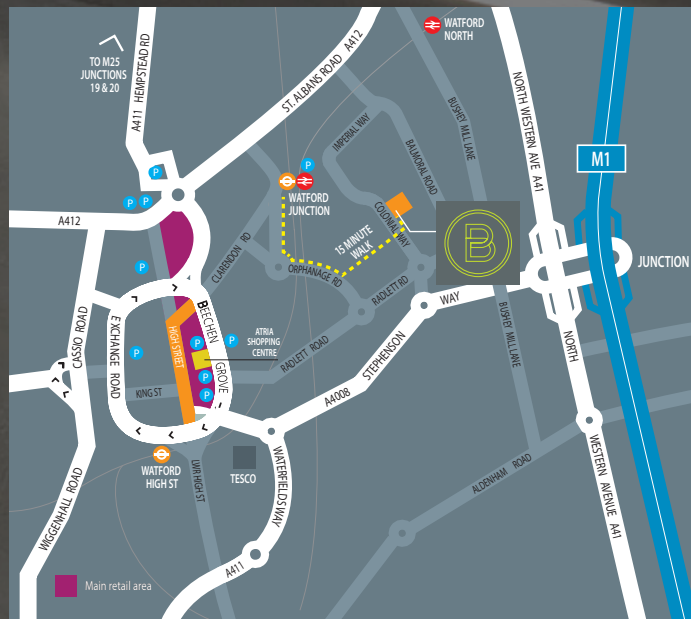 WATFORD
NORTH
TO M25
JUNCTIONS
19 & 20
A411 HEMPSTEAD RD
ST. ALBANS ROAD A412
NORTH WESTERN AVE A41
BUSHEY MILL LANE
IMPERIAL WAY
BALMORAL ROAD
M1
P
P
WATFORD
JUNCTION
P P
A412
COLONIAL WAY
15 MINUTE
WALK
B
CLARENDON RD
ORPHANAGE RD
JUNCTION
P
RADLETT RD
WAY
STEPHENSON
A4008
BUSHEY MILL LANE
NORTH
CASSIO ROAD
EXCHANGE ROAD
HIGH STREET
BEECHEN
GROVE
ATRIA
SHOPPING
CENTRE
P
P
P
P
P
RADLETT ROAD
KING ST
WATFORD
HIGH ST
LWR HIGH ST
TESCO
WATERFIELDS WAY
ALDENHAM ROAD
WESTERN AVENUE A41
WIGGENHALL ROAD
A411
Main retail area